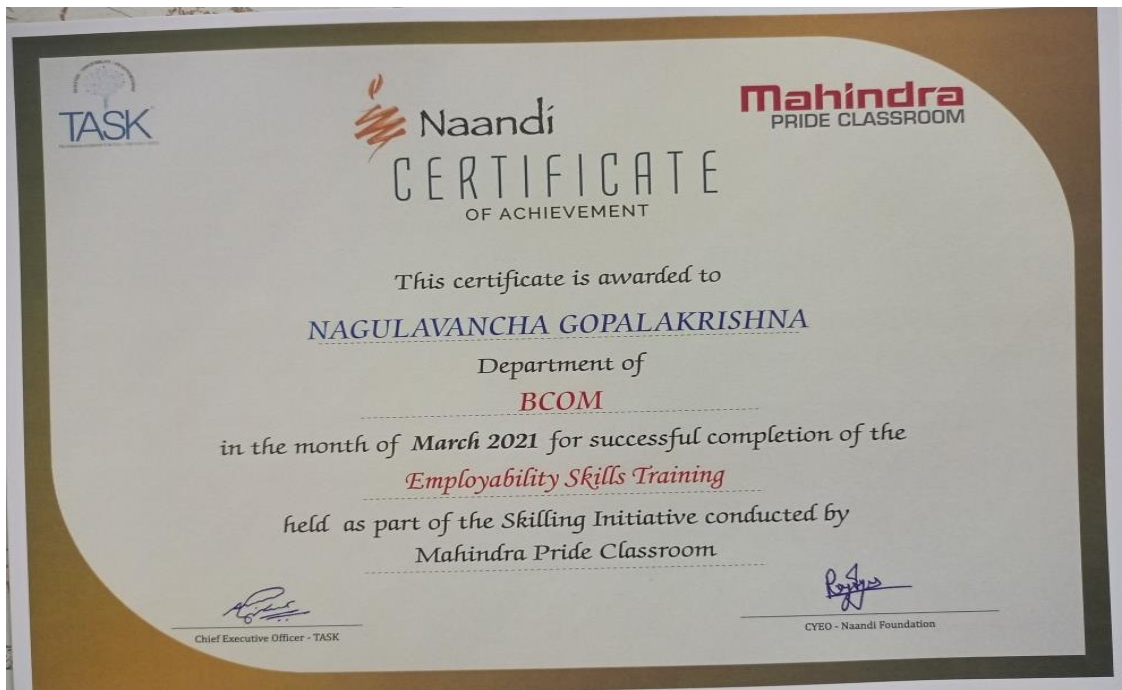 TASK
Naandi
Mahindra
PRIDE CLASSROOM
CERTIFICATE
OF ACHIEVEMENT
This certificate is awarded to
NAGULAVANCHA GOPALAKRISHNA
Department of
BCOM
in the month of March 2021 for successful completion of the
Employability Skills Training
held as part of the Skilling Initiative conducted by
Mahindra Pride Classroom
Chief Executive Officer - TASK
CYEO - Naandi Foundation